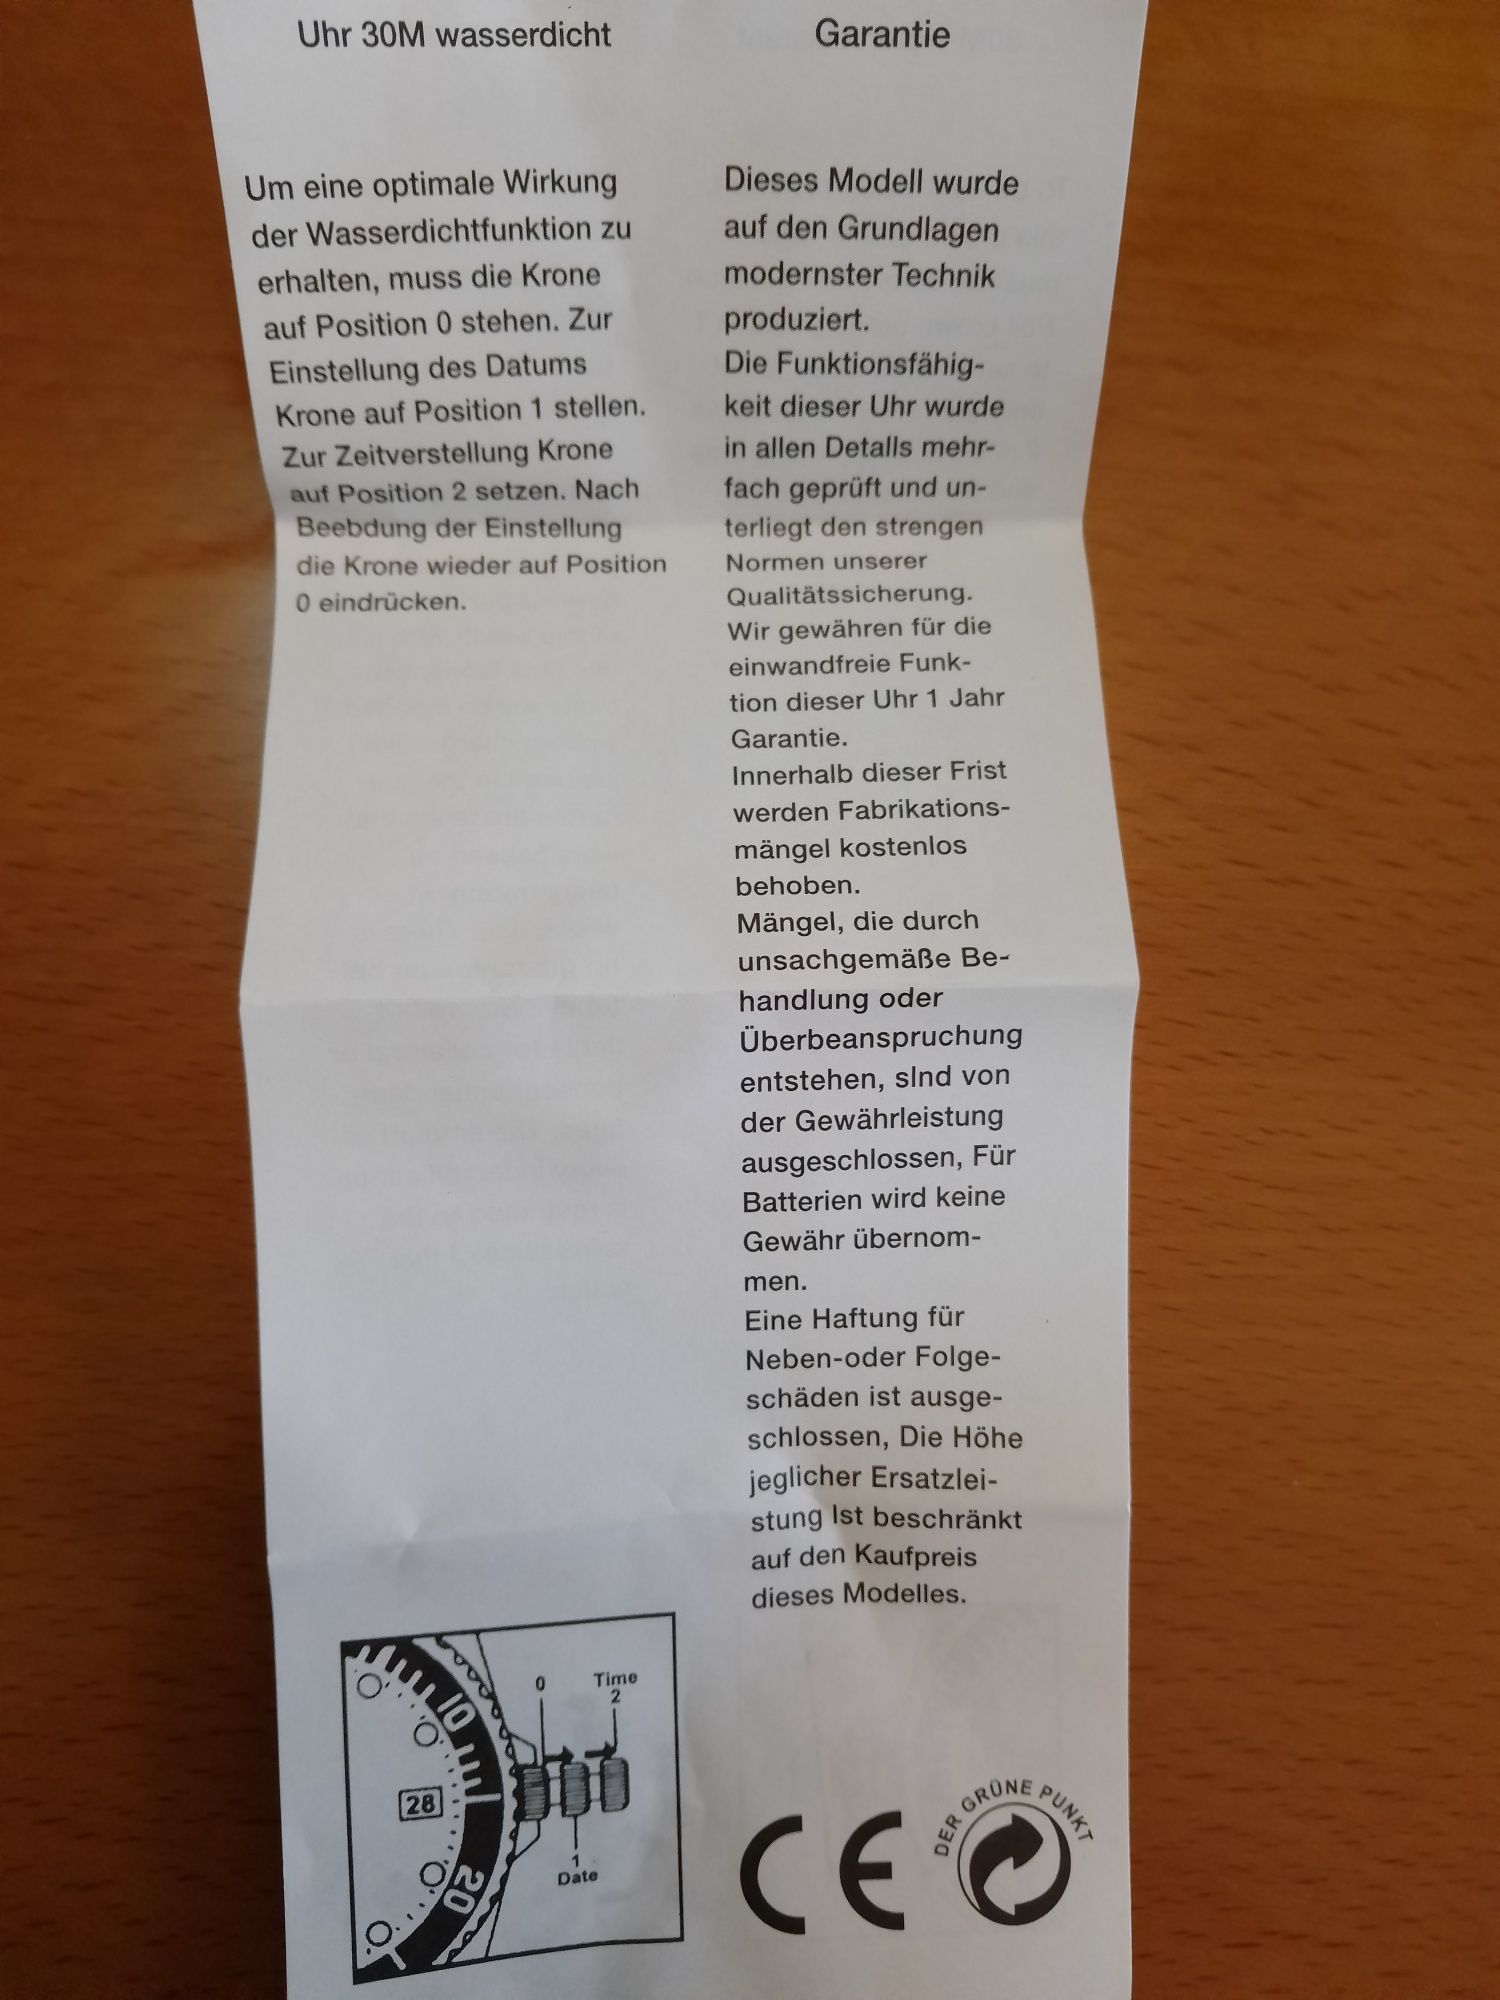 Uhr 30M wasserdicht
Um eine optimale Wirkung
der Wasserdichtfunktion zu
erhalten, muss die Krone
auf Position 0 stehen. Zur
Einstellung des Datums
Krone auf Position 1 stellen.
Zur Zeitverstellung Krone
auf Position 2 setzen. Nach
Beebdung der Einstellung
die Krone wieder auf Position
0 eindrücken.
Garantie
Dieses Modell wurde
auf den Grundlagen
modernster Technik
produziert.
Die Funktionsfähig-
keit dieser Uhr wurde
in allen Detalls mehr-
fach geprüft und un-
terliegt den strengen
Normen unserer
Qualitätssicherung.
Wir gewähren für die
einwandfreie Funk-
tion dieser Uhr 1 Jahr
Garantie.
Innerhalb dieser Frist
werden Fabrikations-
mängel kostenlos
behoben.
Mängel, die durch
unsachgemäße Be-
handlung oder
Überbeanspruchung
entstehen, sInd von
der Gewährleistung
ausgeschlossen, Für
Batterien wird keine
Gewähr übernom-
men.
Eine Haftung für
Neben-oder Folge-
schäden ist ausge-
schlossen, Die Höhe
jeglicher Ersatzlei-
stung Ist beschränkt
auf den Kaufpreis
dieses Modelles.
0
Time
2
10
28
20
1
Date
CE
DER GRÜNE PUNKT